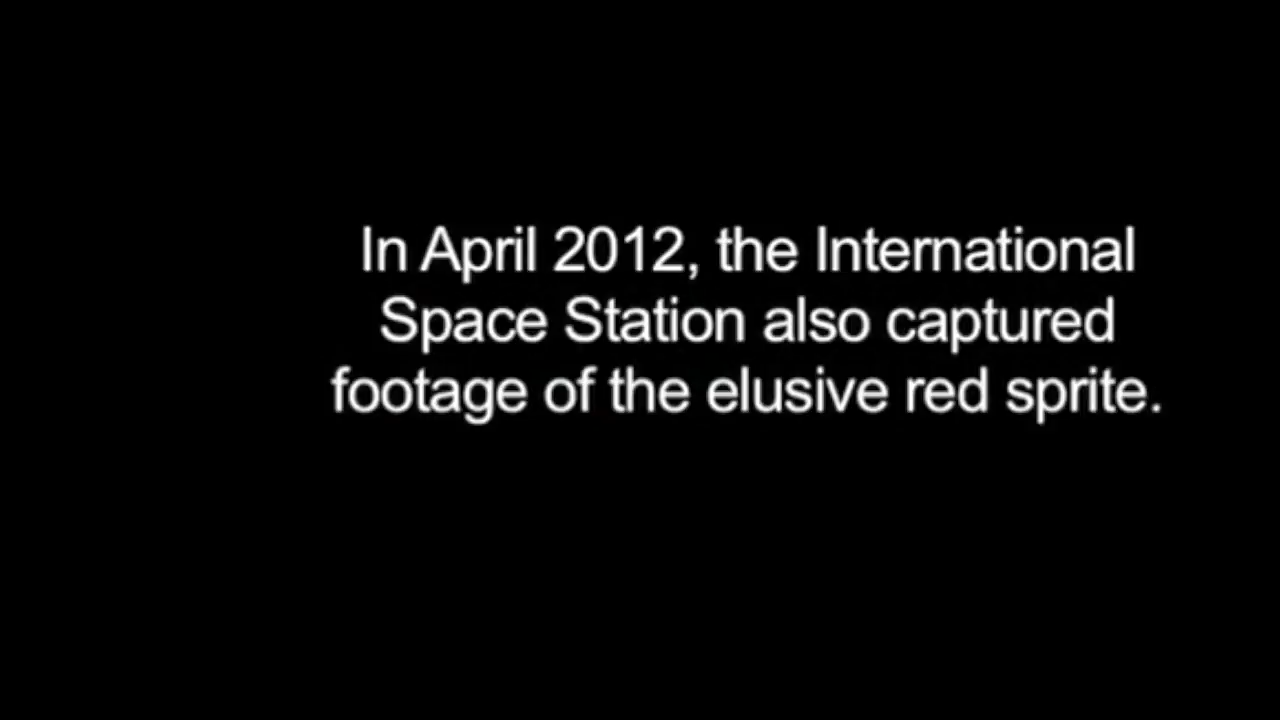 In April 2012, the International
Space Station also captured
footage of the elusive red sprite.